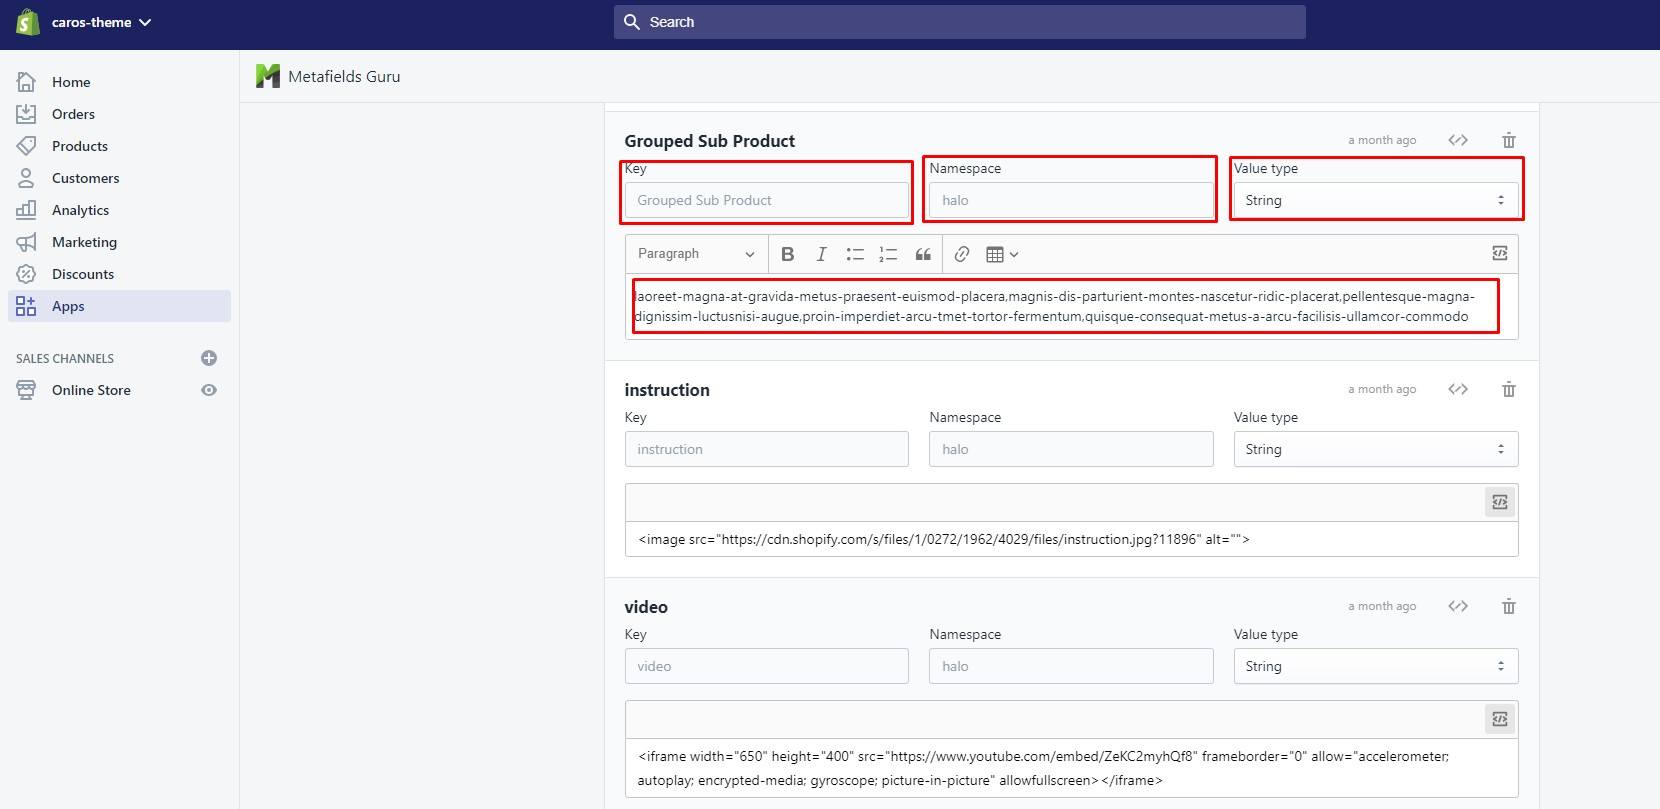 caros-theme
Search
Home
Orders
Products
Customers
Analytics
Marketing
Discounts
Apps
SALES CHANNELS
Online Store
Metafields Guru
Grouped Sub Product
a month ago
Key
Namespace
Value type
Grouped Sub Product
halo
String
Paragraph
laoreet-magna-at-gravida-metus-praesent-euismod-placera,magnis-dis-parturient-montes-nascetur-ridic-placerat,pellentesque-magna-
dignissim-luctusnisi-augue,proin-imperdiet-arcu-tmet-tortor-fermentum,quisque-consequat-metus-a-arcu-facilisis-ullamcor-commodo
instruction
a month ago
Key
Namespace
Value type
instruction
halo
String
<image src="https://cdn.shopify.com/s/files/1/0272/1962/4029/files/instruction.jpg?11896" alt="">
video
a month ago
Key
Namespace
Value type
video
halo
String
<iframe width="650" height="400" src="https://www.youtube.com/embed/ZeKC2myhQf8" frameborder="0" allow="accelerometer;
autoplay; encrypted-media; gyroscope; picture-in-picture" allowfullscreen></iframe>